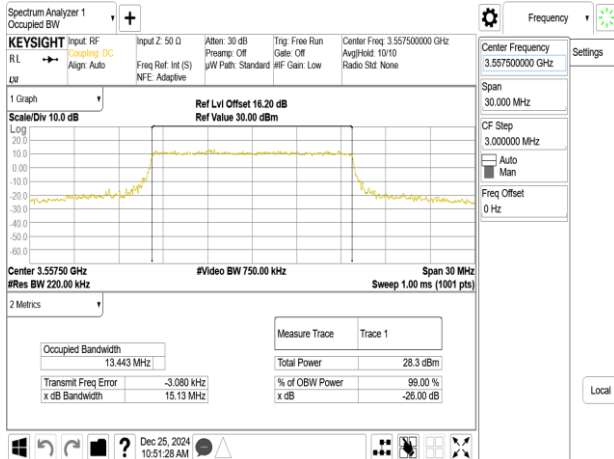 Spectrum Analyzer 1
Occupied BW
Frequency
KEYSIGHT
RL
Input: RF
Coupling: DC
Align: Auto
Input Z: 50 Ω
Freq Ref: Int (S)
NFE: Adaptive
Atten: 30 dB
Preamp: Off
µW Path: Standard
Trig: Free Run
Gate: Off
#IF Gain: Low
Center Freq: 3.557500000 GHz
Avg|Hold: 10/10
Radio Std: None
Center Frequency
3.557500000 GHz
Settings
Span
30.000 MHz
CF Step
3.000000 MHz
Auto
Man
Freq Offset
0 Hz
Local
1 Graph
Scale/Div 10.0 dB
Ref Lvl Offset 16.20 dB
Ref Value 30.00 dBm
Log
20.0
10.0
0.00
-10.0
-20.0
-30.0
-40.0
-50.0
-60.0
Center 3.55750 GHz
#Video BW 750.00 kHz
Span 30 MHz
#Res BW 220.00 kHz
Sweep 1.00 ms (1001 pts)
2 Metrics
Measure Trace
Trace 1
Occupied Bandwidth
13.443 MHz
Total Power
28.3 dBm
Transmit Freq Error
-3.080 kHz
% of OBW Power
99.00 %
x dB Bandwidth
15.13 MHz
x dB
-26.00 dB
Dec 25, 2024
10:51:28 AM